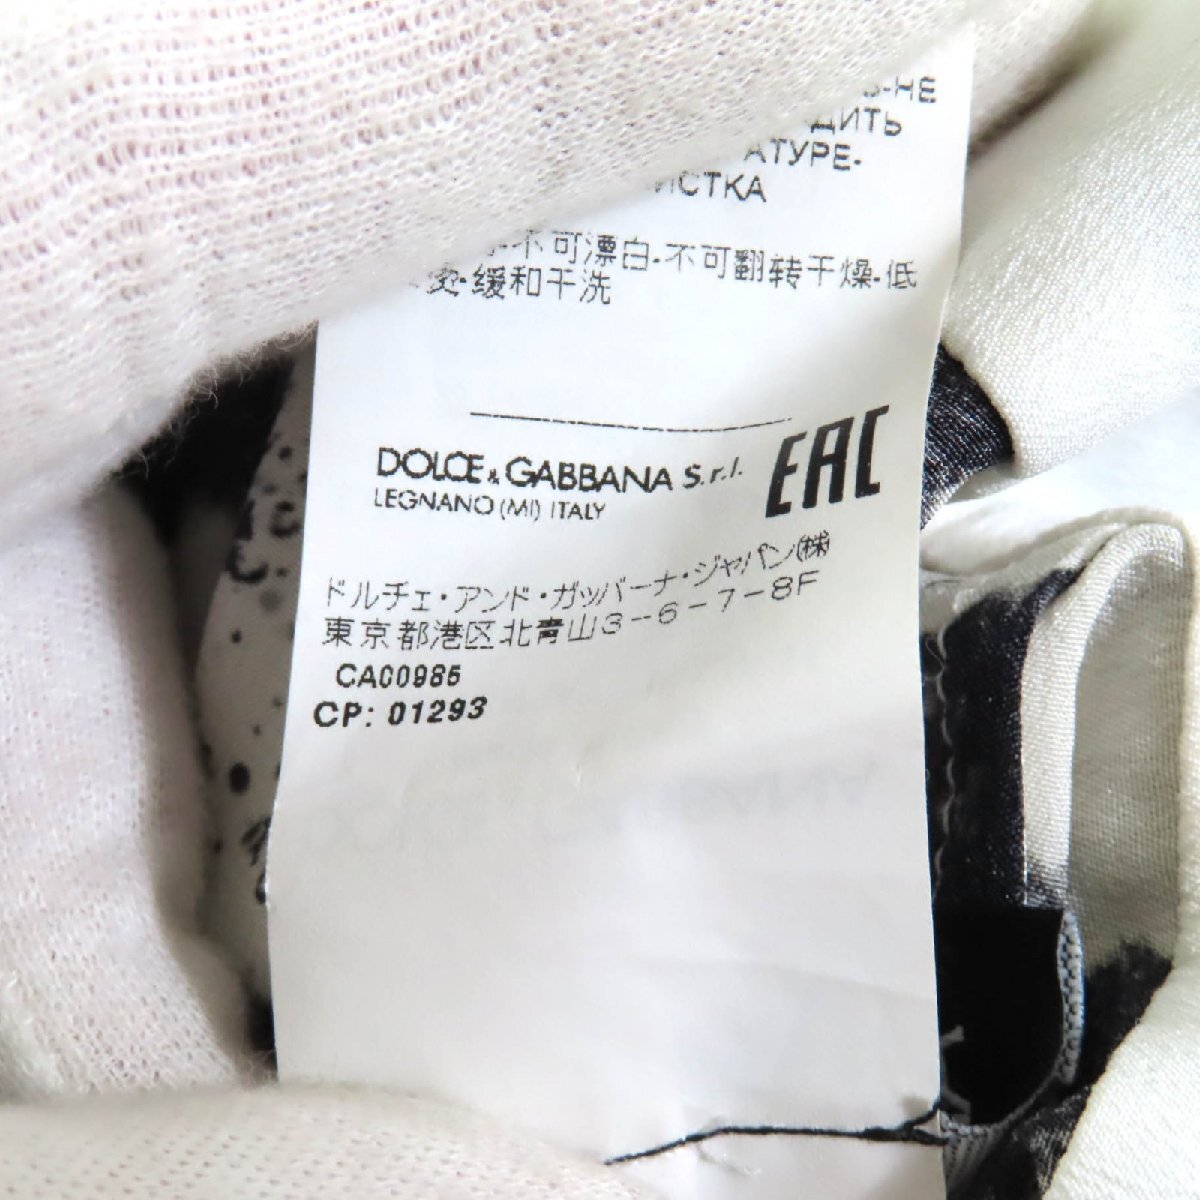 -НЕ
ДИТЬ
АТУРЕ-
ИСТКА
不可漂白-不可翻转干燥-低
烫-缓和干洗
DOLCE & GABBANA S.r.l.
LEGNANO (MI) ITALY
EAC
ドルチェ・アンド・ガッバーナ・ジャパン㈱
東京都港区北青山3-6-7-8F
CA00985
CP: 01293